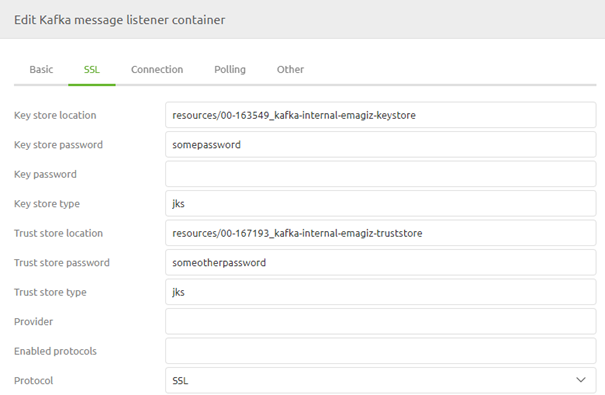 Edit Kafka message listener container
Basic SSL Connection Polling Other
Key store location resources/00-163549_kafka-internal-emagiz-keystore
Key store password somepassword
Key password
Key store type jks
Trust store location resources/00-167193_kafka-internal-emagiz-truststore
Trust store password someotherpassword
Trust store type jks
Provider
Enabled protocols
Protocol SSL